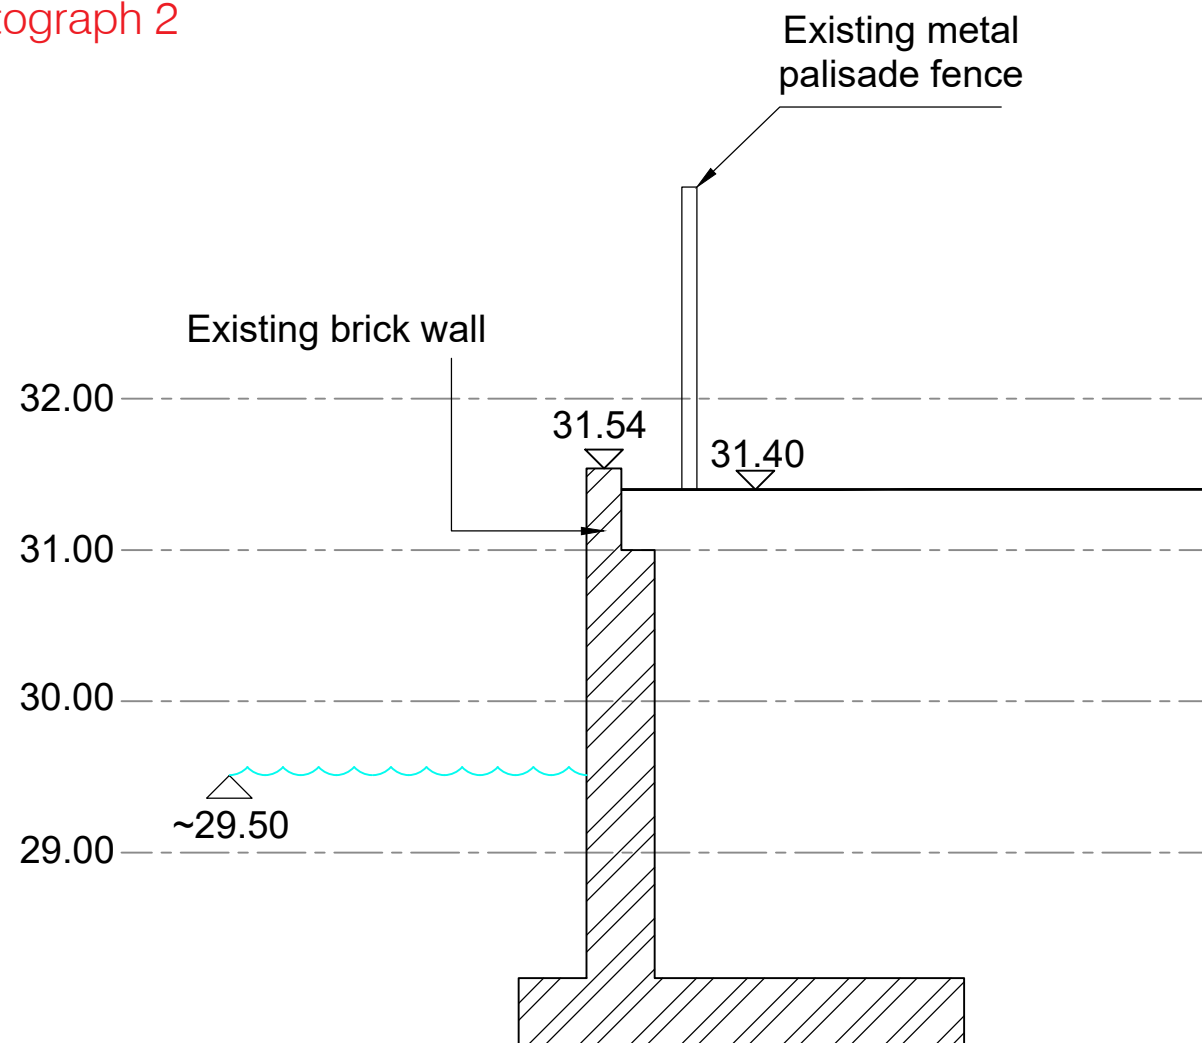 tograph 2
Existing metal
palisade fence
Existing brick wall
32.00
31.54
31.40
31.00
30.00
~29.50
29.00